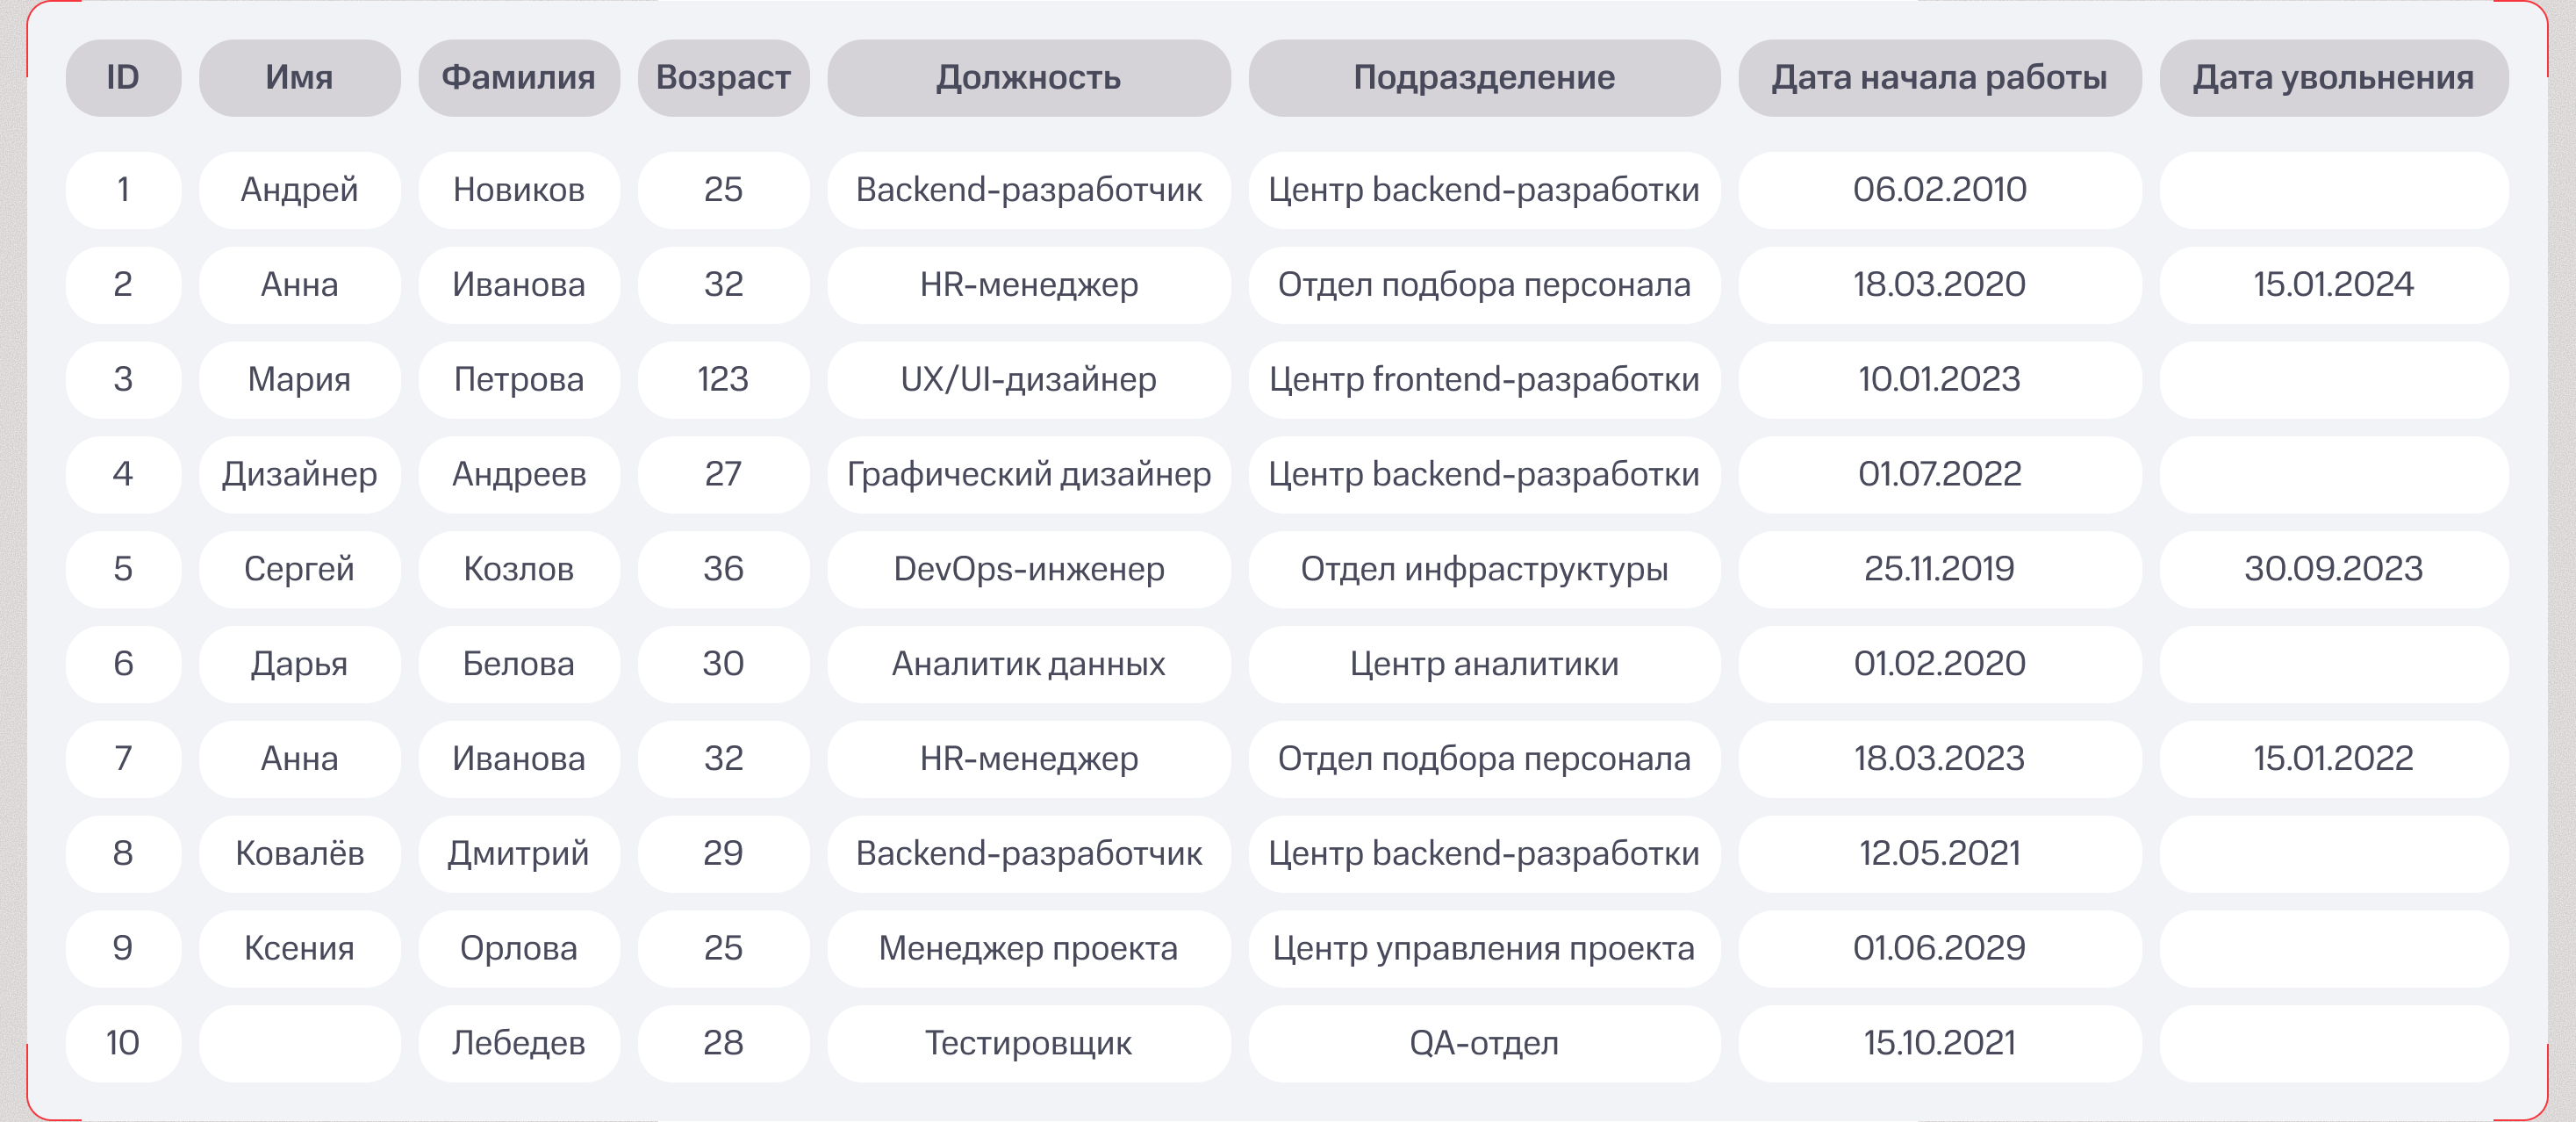 ID Имя Фамилия Возраст Должность Подразделение Дата начала работы Дата увольнения
1 Андрей Новиков 25 Backend-разработчик Центр backend-разработки 06.02.2010
2 Анна Иванова 32 HR-менеджер Отдел подбора персонала 18.03.2020 15.01.2024
3 Мария Петрова 123 UX/UI-дизайнер Центр frontend-разработки 10.01.2023
4 Дизайнер Андреев 27 Графический дизайнер Центр backend-разработки 01.07.2022
5 Сергей Козлов 36 DevOps-инженер Отдел инфраструктуры 25.11.2019 30.09.2023
6 Дарья Белова 30 Аналитик данных Центр аналитики 01.02.2020
7 Анна Иванова 32 HR-менеджер Отдел подбора персонала 18.03.2023 15.01.2022
8 Ковалёв Дмитрий 29 Backend-разработчик Центр backend-разработки 12.05.2021
9 Ксения Орлова 25 Менеджер проекта Центр управления проекта 01.06.2029
10 Лебедев 28 Тестировщик QA-отдел 15.10.2021